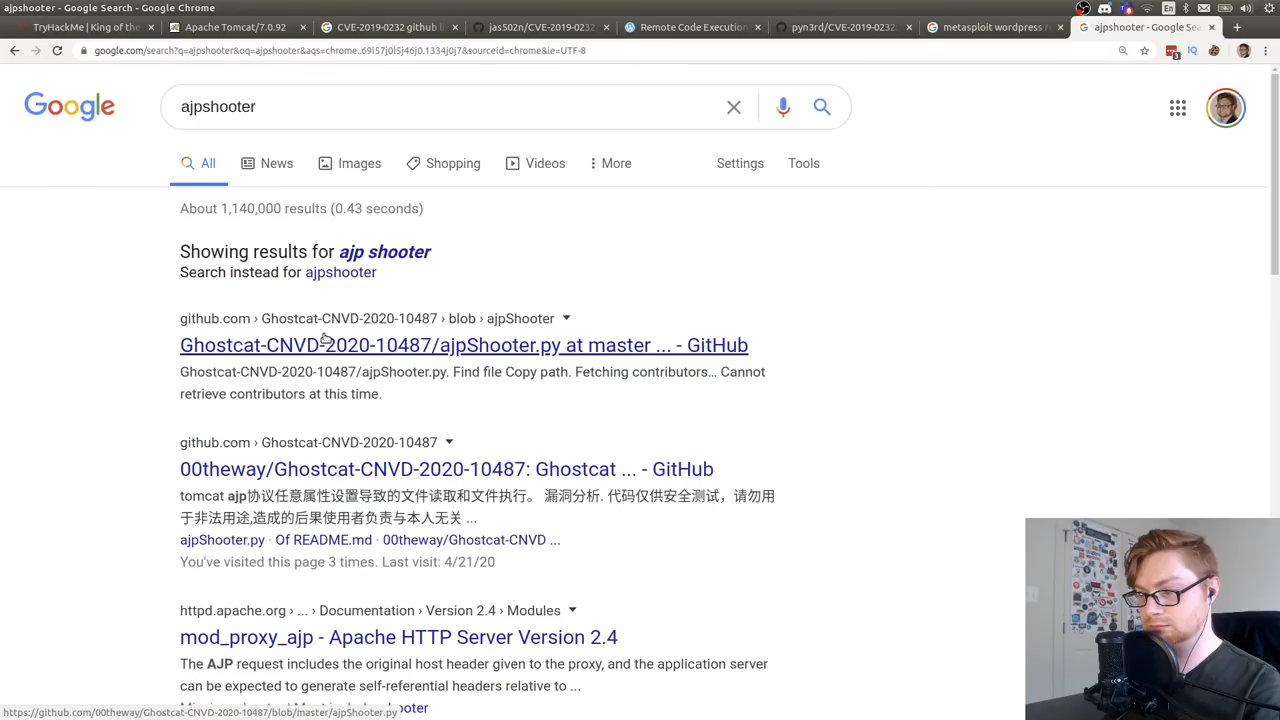 ajpshooter - Google Search - Google Chrome
En
TryHackMe | King of the
Apache Tomcat/7.0.92
CVE-2019-0232 github
jas502n/CVE-2019-0232
Remote Code Execution
pyn3rd/CVE-2019-0232:
metasploit wordpress r
ajpshooter - Google Sea
google.com/search?q=ajpshooter&oq=ajpshooter&aqs=chrome..69i57j0l5j46j0.1334j0j7&sourceid=chrome&ie=UTF-8
IQ
3
Google
ajpshooter
All
News
Images
Shopping
Videos
More
Settings
Tools
About 1,140,000 results (0.43 seconds)
Showing results for ajp shooter
Search instead for ajpshooter
github.com › Ghostcat-CNVD-2020-10487 › blob › ajpShooter
Ghostcat-CNVD-2020-10487/ajpShooter.py at master ... - GitHub
Ghostcat-CNVD-2020-10487/ajpShooter.py. Find file Copy path. Fetching contributors… Cannot
retrieve contributors at this time.
github.com › Ghostcat-CNVD-2020-10487
00theway/Ghostcat-CNVD-2020-10487: Ghostcat ... - GitHub
tomcat ajp协议任意属性设置导致的文件读取和文件执行。 漏洞分析. 代码仅供安全测试，请勿用
于非法用途,造成的后果使用者负责与本人无关 ...
ajpShooter.py · Of README.md · 00theway/Ghostcat-CNVD ...
You've visited this page 3 times. Last visit: 4/21/20
httpd.apache.org › ... › Documentation › Version 2.4 › Modules
mod_proxy_ajp - Apache HTTP Server Version 2.4
The AJP request includes the original host header given to the proxy, and the application server
can be expected to generate self-referential headers relative to ...
https://github.com/00theway/Ghostcat-CNVD-2020-10487/blob/master/ajpShooter.py